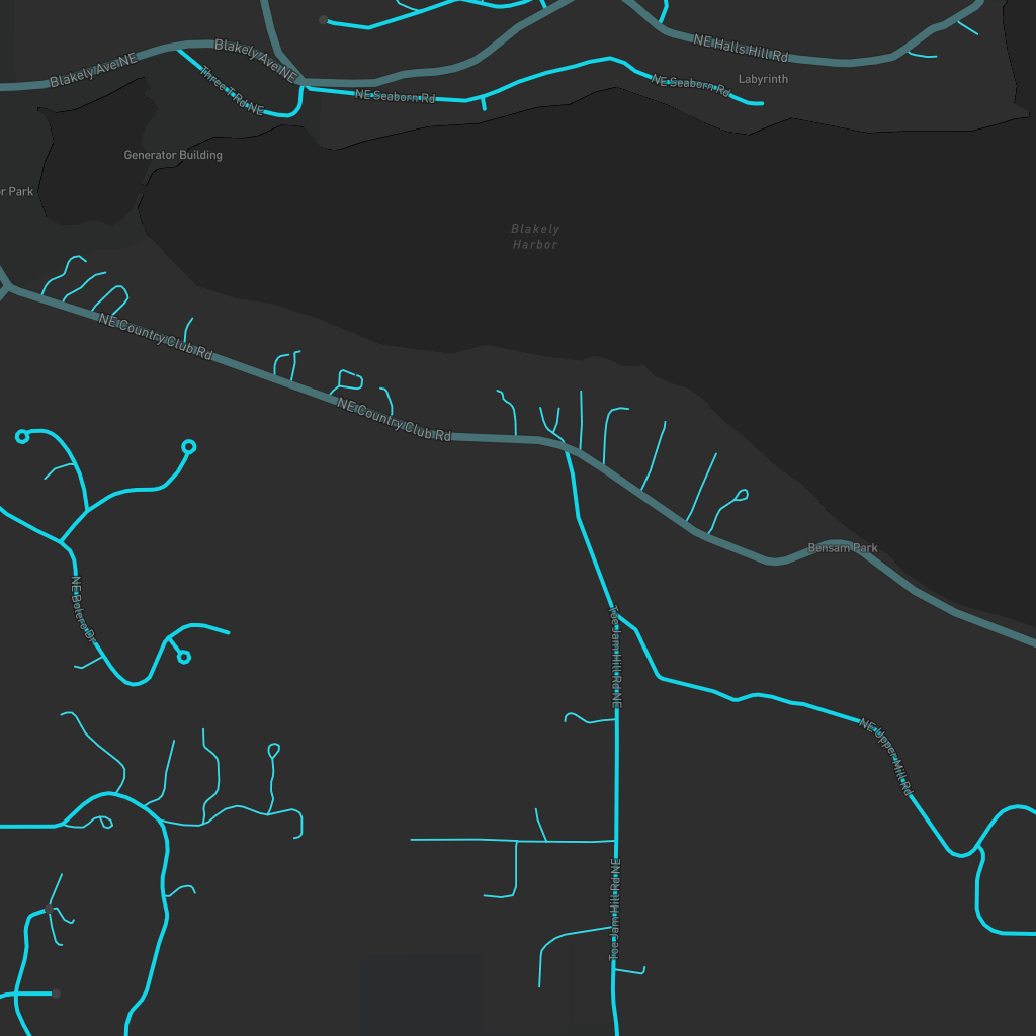 NE Halls Hill Rd
Blakely Ave NE
Blakely Ave NE
Labyrinth
NE Seaborn Rd
Three T Rd NE
NE Seaborn Rd
Generator Building
r Park
Blakely
Harbor
NE Country Club Rd
NE Country Club Rd
Bensam Park
NE Bolero Dr
Toe Jam Hill Rd NE
NE Upper Mill Rd
Toe Jam Hill Rd NE